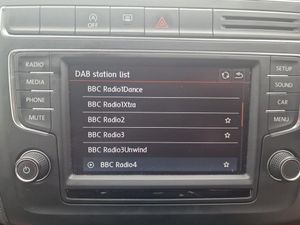 OFF
RADIO
MEDIA
PHONE
MUTE
SETUP
SOUND
CAR
MENU
DAB station list
BBC Radio1Dance
BBC Radio1Xtra
BBC Radio2
BBC Radio3
BBC Radio3Unwind
BBC Radio4